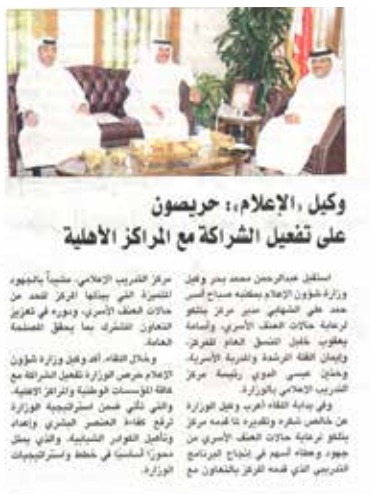 وكيل «الإعلام»: حريصون
على تفعيل الشراكة مع المراكز الأهلية
استقبل عبدالرحمن محمد بحر وكيل
وزارة شؤون الإعلام بمكتبه صباح أمس
حمد علي الشهابي مدير مركز بتلكو
لرعاية حالات العنف الأسري، وأسامة
يعقوب خليل المنسق العام للمركز،
وإيمان القلة المرشدة والمدربة الأسرية،
وحنان عيسى الدوي رئيسة مركز
التدريب الإعلامي بالوزارة.
وفي بداية اللقاء أعرب وكيل الوزارة
عن خالص شكره وتقديره لما قدمه مركز
بتلكو لرعاية حالات العنف الأسري من
جهود وعطاء أسهم في إنجاح البرنامج
التدريبي الذي قدمه المركز بالتعاون مع
مركز التدريب الإعلامي، مشيداً بالجهود
المتميزة التي يبذلها المركز للحد من
حالات العنف الأسري، ودوره في تعزيز
التعاون المشترك بما يحقق المصلحة
العامة.
وخلال اللقاء، أكد وكيل وزارة شؤون
الإعلام حرص الوزارة تفعيل الشراكة مع
كافة المؤسسات الوطنية والمراكز الأهلية،
والتي تأتي ضمن استراتيجية الوزارة
لرفع كفاءة العنصر البشري وإعداد
وتأهيل الكوادر الشبابية، والذي يمثل
محوراً أساسياً في خطط واستراتيجيات
الوزارة.